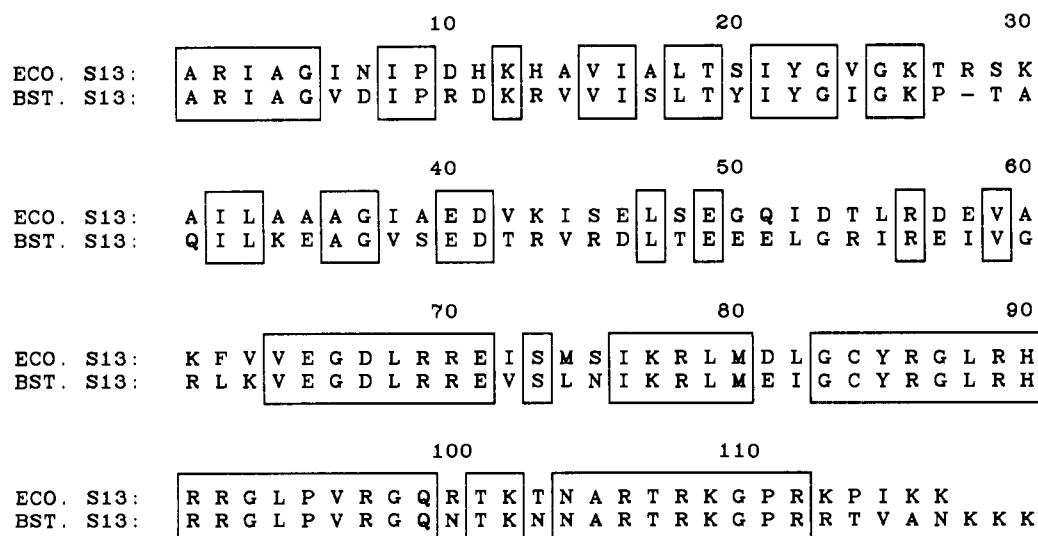 10 20 30
ECO. S13: A R I A G I N I P D H K H A V I A L T S I Y G V G K T R S K
BST. S13: A R I A G V D I P R D K R V V I S L T Y I Y G I G K P – T A
40 50 60
ECO. S13: A I L A A A G I A E D V K I S E L S E G Q I D T L R D E V A
BST. S13: Q I L K E A G V S E D T R V R D L T E E E L G R I R E I V G
70 80 90
ECO. S13: K F V V E G D L R R E I S M S I K R L M D L G C Y R G L R H
BST. S13: R L K V E G D L R R E V S L N I K R L M E I G C Y R G L R H
100 110
ECO. S13: R R G L P V R G Q R T K T N A R T R K G P R K P I K K
BST. S13: R R G L P V R G Q N T K N N A R T R K G P R R T V A N K K K